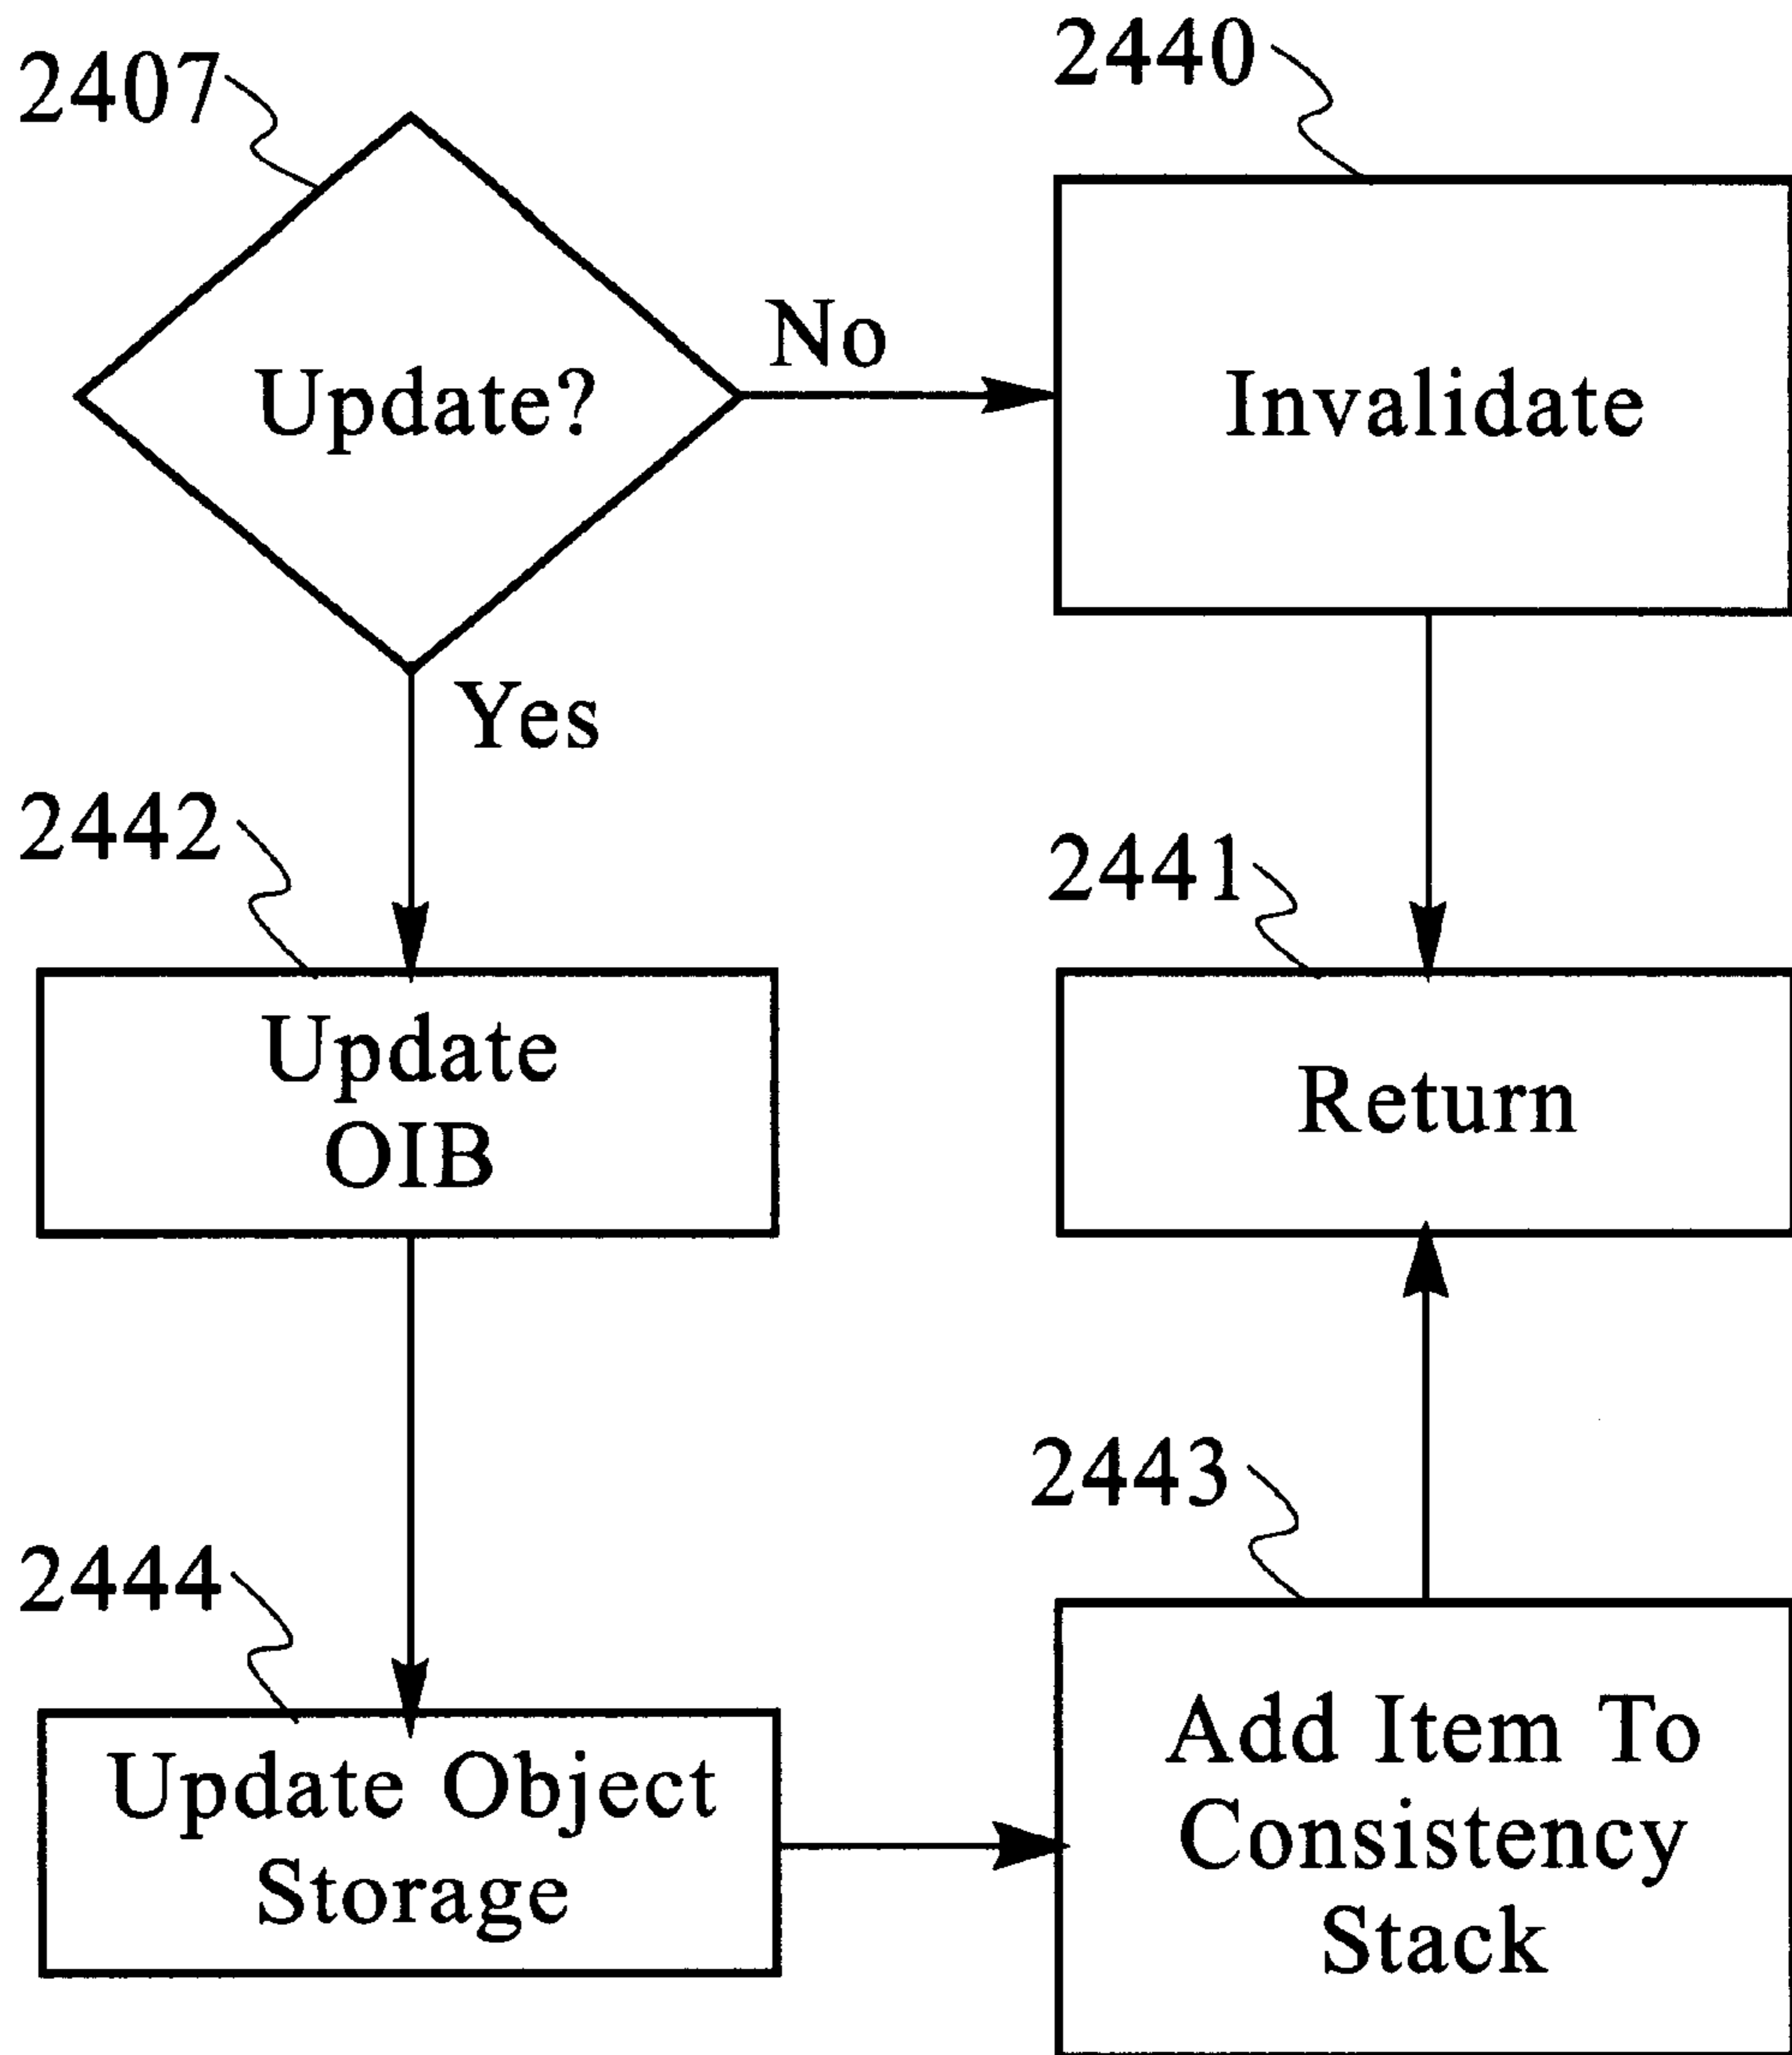 2407
2440
Update?
No
Invalidate
Yes
2442
2441
Update
OIB
Return
2443
2444
Update Object
Storage
Add Item To
Consistency
Stack